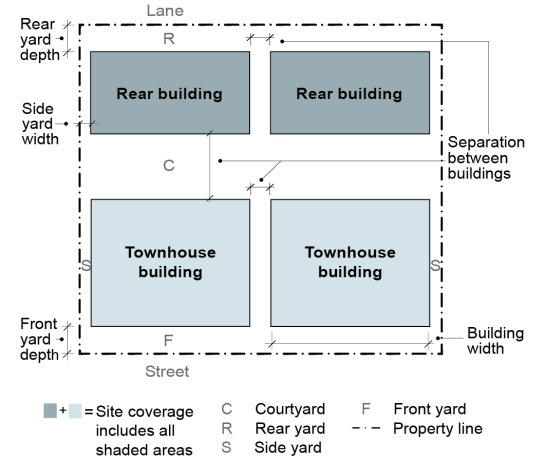 Lane
Rear
yard
depth
R
Rear building
Rear building
Side
yard
width
Separation
between
buildings
C
Townhouse
building
Townhouse
building
S
S
Front
yard
depth
F
Building
width
Street
+ = Site coverage
includes all
shaded areas
C Courtyard
R Rear yard
S Side yard
F Front yard
Property line